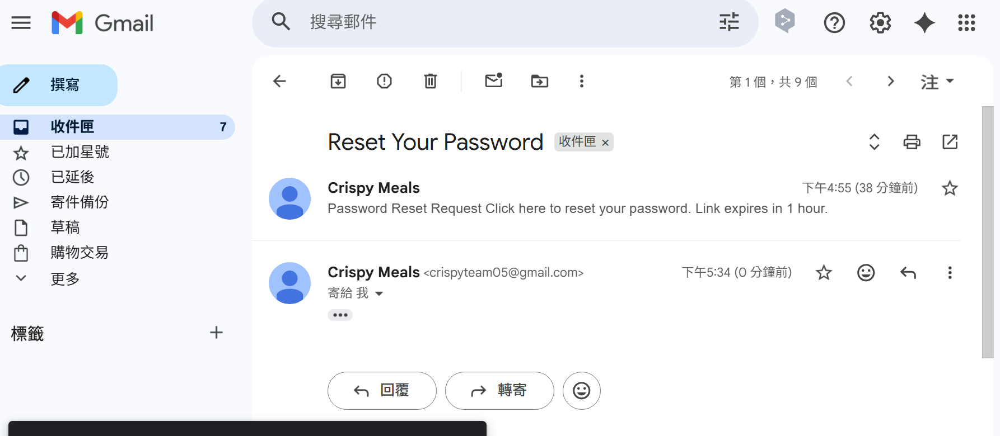 Gmail
搜尋郵件
撰寫
收件匣 7
已加星號
已延後
寄件備份
草稿
購物交易
更多
標籤
第 1 個，共 9 個
注
Reset Your Password 收件匣 ×
Crispy Meals 下午4:55 (38 分鐘前)
Password Reset Request Click here to reset your password. Link expires in 1 hour.
Crispy Meals <crispyteam05@gmail.com> 下午5:34 (0 分鐘前)
寄給 我
回覆
轉寄